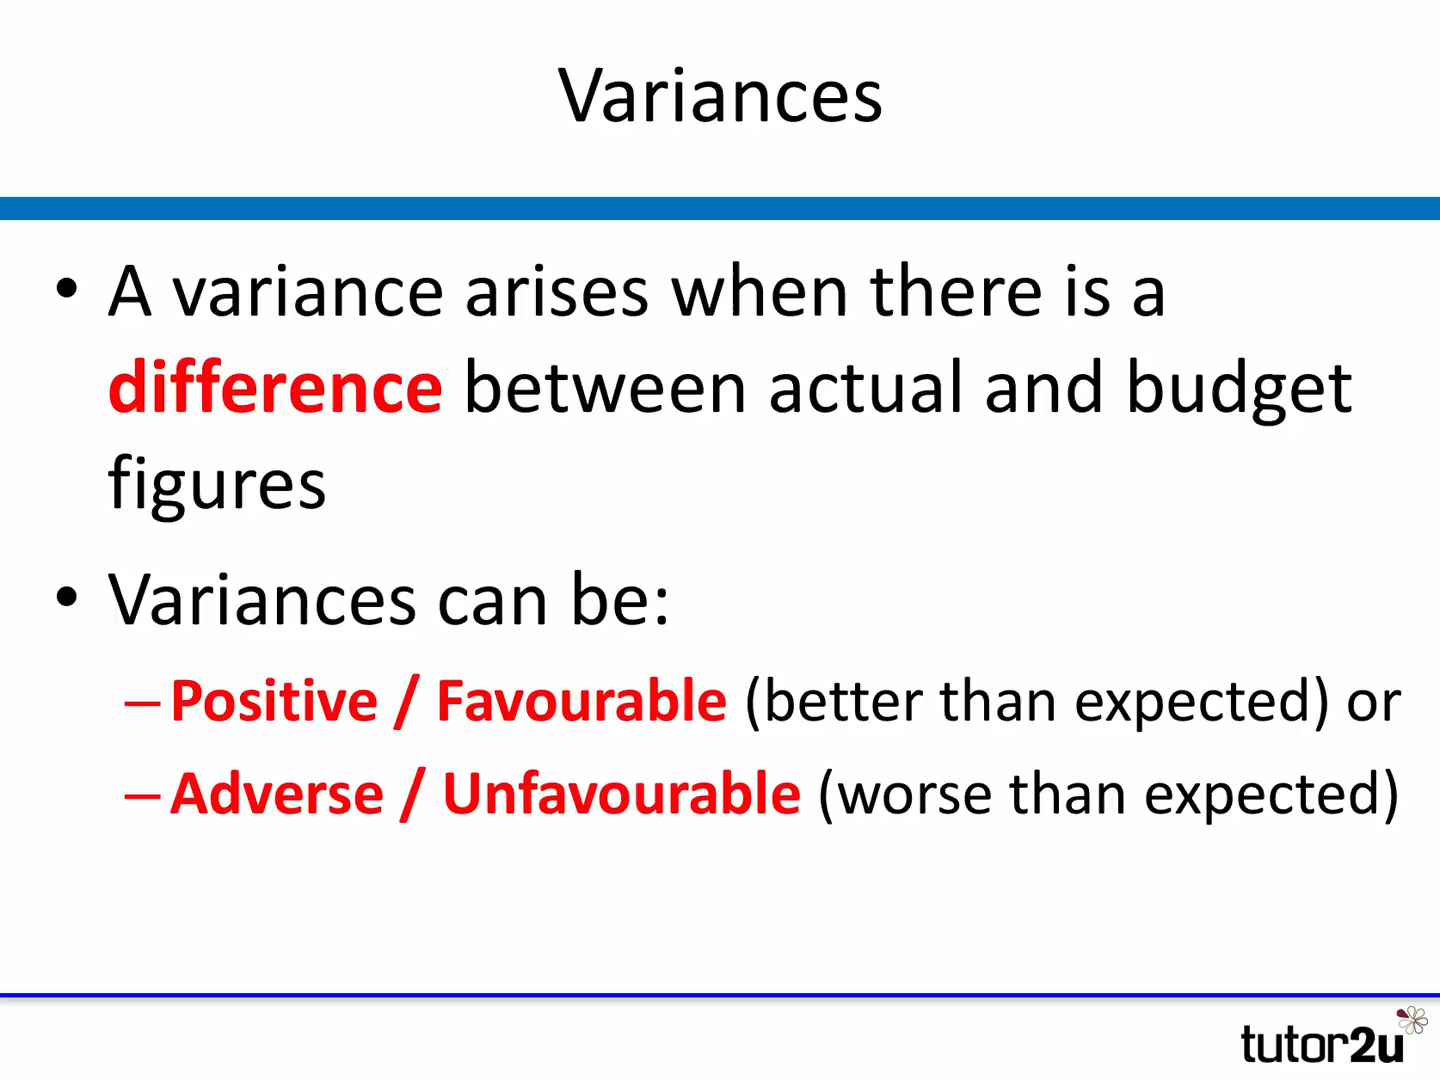 Variances
• A variance arises when there is a
difference between actual and budget
figures
• Variances can be:
– Positive / Favourable (better than expected) or
– Adverse / Unfavourable (worse than expected)
tutor2u